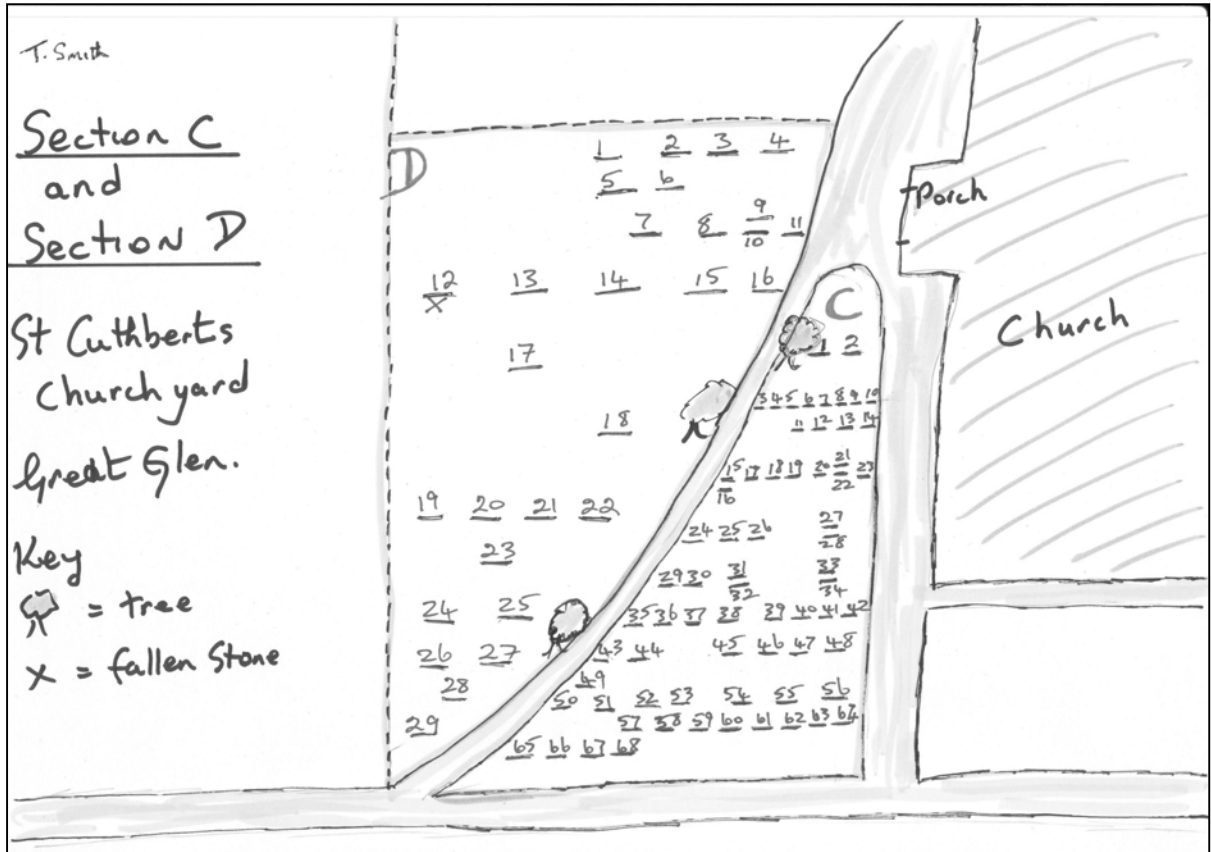 T. Smith
Section C
and
Section D
St Cuthberts
Church yard
Great Glen.
Key
= tree
x = fallen Stone
D
1 2 3 4
5 6
7 8 9 11
10
12 13 14 15 16
X
17
18
19 20 21 22
23
24 25
26 27
28
29
C
1 2
3 4 5 6 7 8 9 10
11 12 13 14
15 17 18 19 20 21 23
16 22
24 25 26 27
28
29 30 31 33
32 34
35 36 37 38 39 40 41 42
43 44 45 46 47 48
49
50 51 52 53 54 55 56
57 58 59 60 61 62 63 64
65 66 67 68
Porch
Church